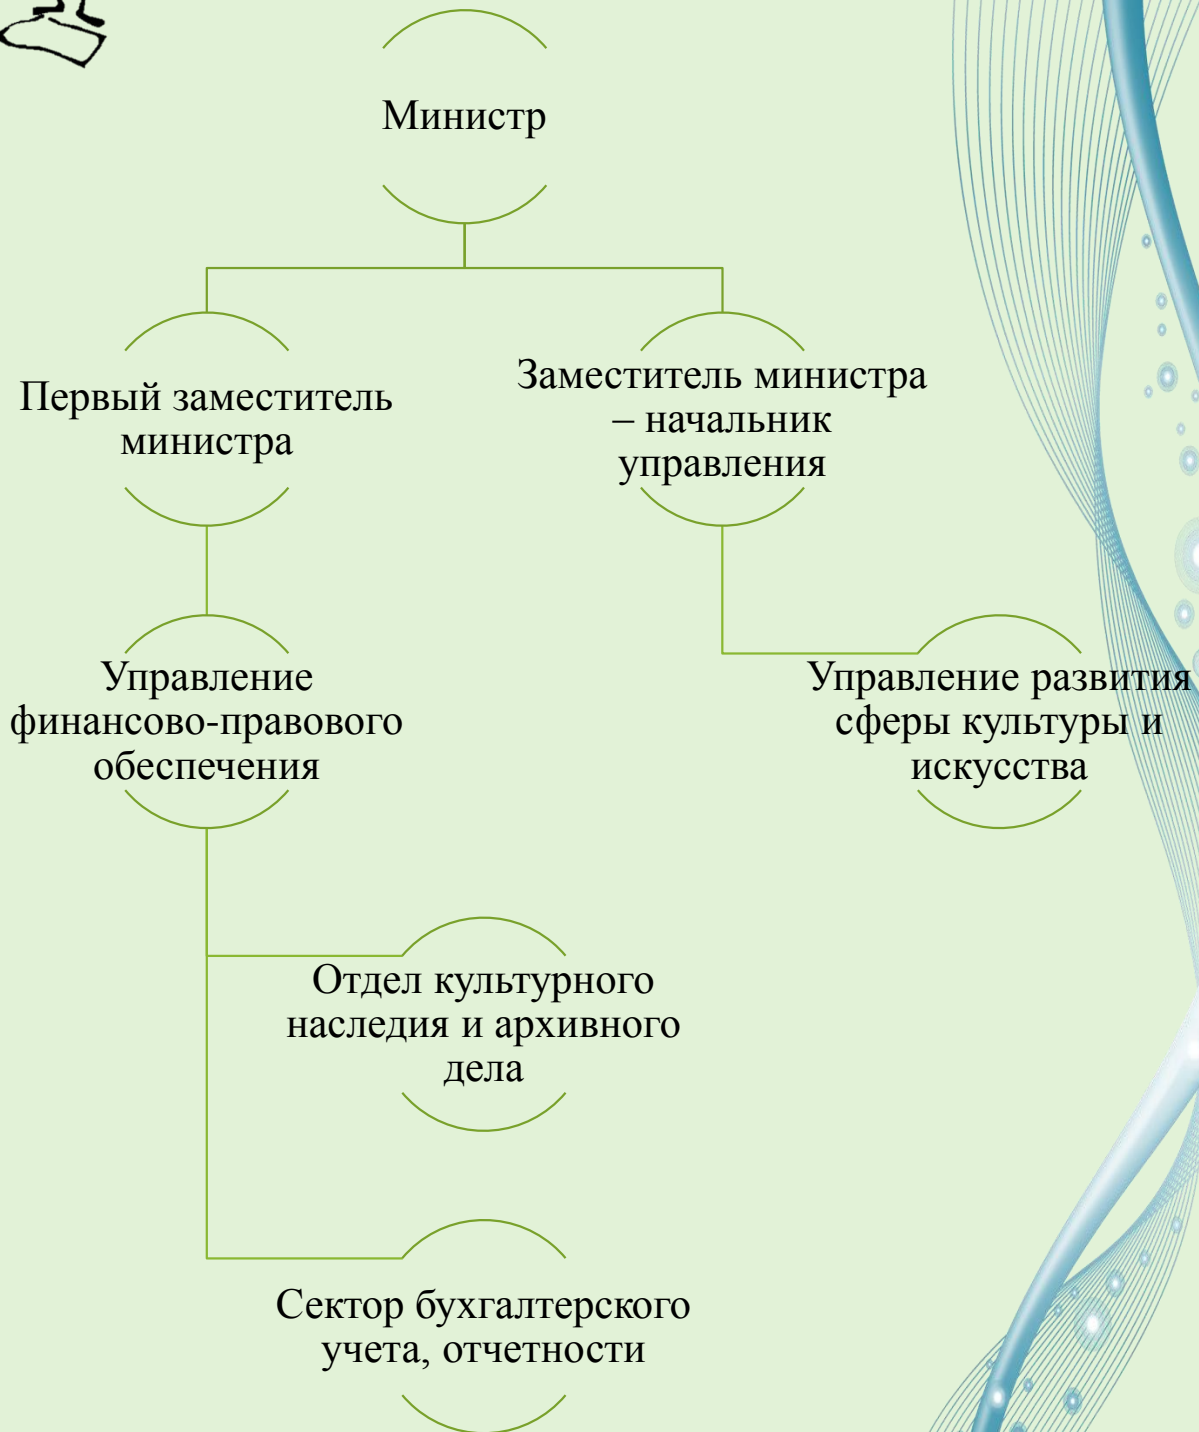 Министр
Первый заместитель
министра
Заместитель министра
– начальник
управления
Управление
финансово-правового
обеспечения
Управление развития
сферы культуры и
искусства
Отдел культурного
наследия и архивного
дела
Сектор бухгалтерского
учета, отчетности